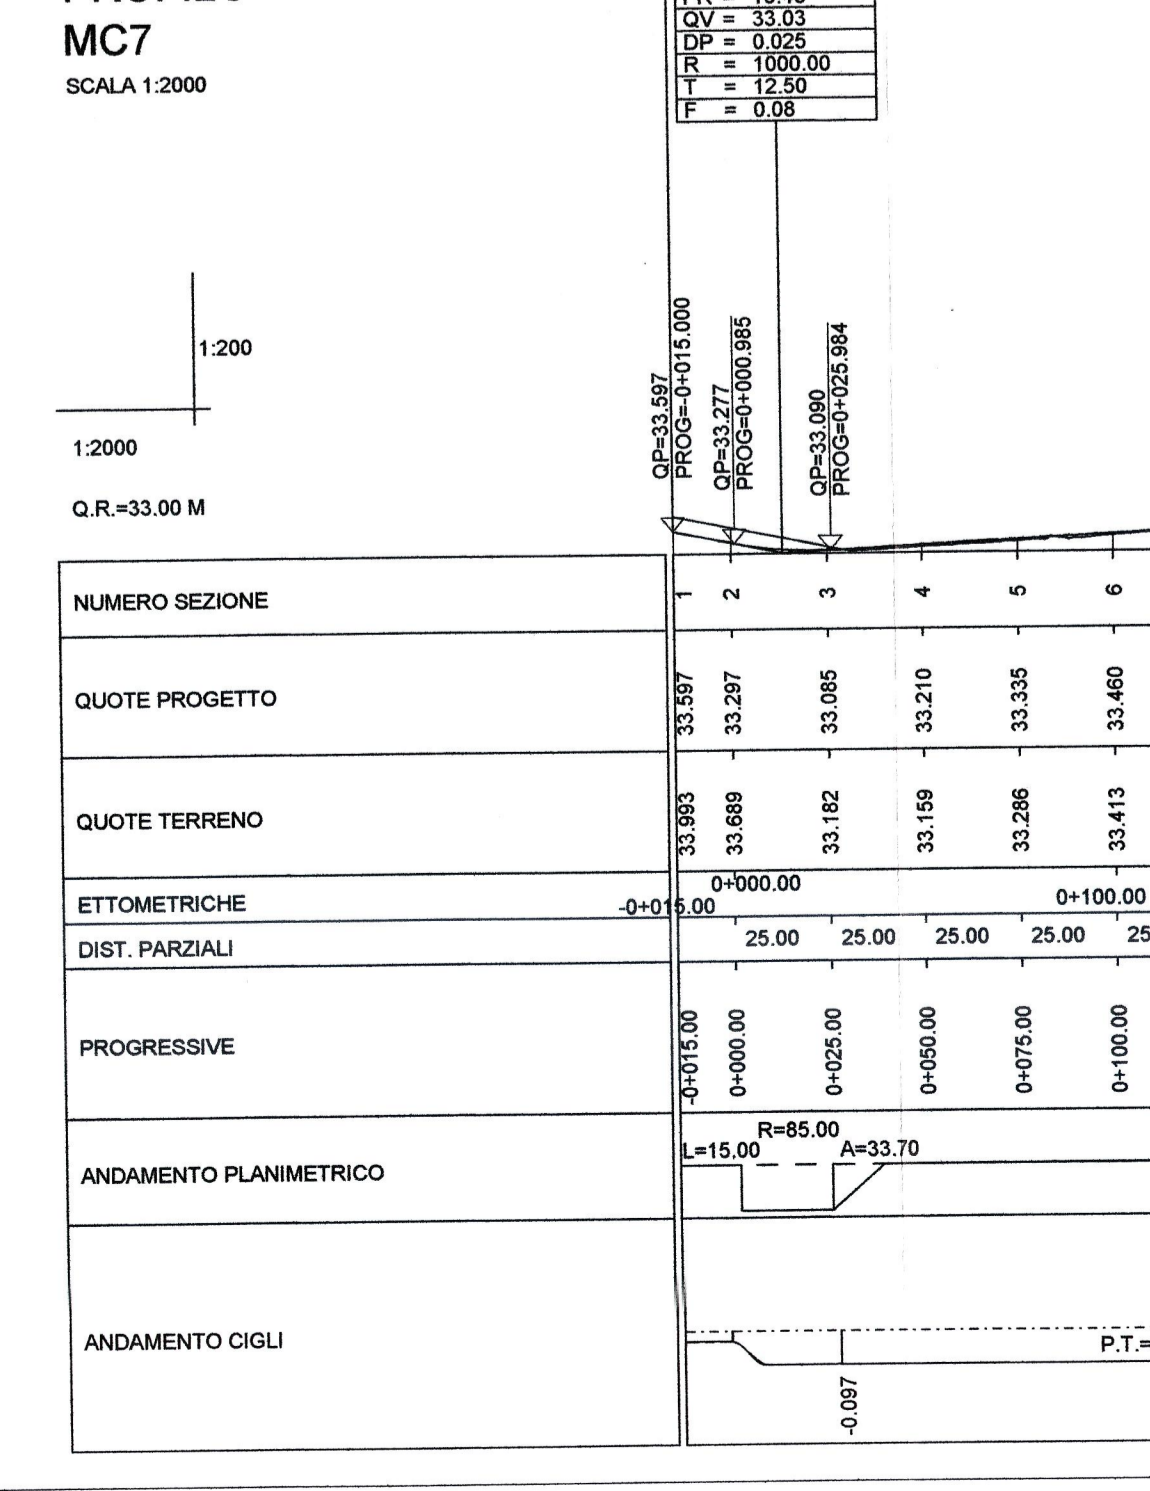 MC7
SCALA 1:2000
QV = 33.03
DP = 0.025
R = 1000.00
T = 12.50
F = 0.08
1:200
1:2000
Q.R.=33.00 M
QP=33.597
PROG=-0+015.000
QP=33.277
PROG=0+000.985
QP=33.090
PROG=0+025.984
NUMERO SEZIONE 1 2 3 4 5 6
QUOTE PROGETTO 33.597 33.297 33.085 33.210 33.335 33.460
QUOTE TERRENO 33.993 33.689 33.182 33.159 33.286 33.413
ETTOMETRICHE -0+015.00 0+000.00 0+100.00
DIST. PARZIALI 25.00 25.00 25.00 25.00 25
PROGRESSIVE -0+015.00 0+000.00 0+025.00 0+050.00 0+075.00 0+100.00
R=85.00
L=15.00 A=33.70
ANDAMENTO PLANIMETRICO
ANDAMENTO CIGLI P.T.=
-0.097